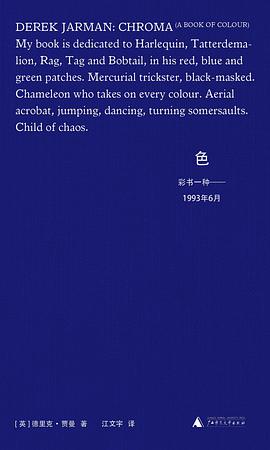 DEREK JARMAN: CHROMA (A BOOK OF COLOUR)
My book is dedicated to Harlequin, Tatterdema-
lion, Rag, Tag and Bobtail, in his red, blue and
green patches. Mercurial trickster, black-masked.
Chameleon who takes on every colour. Aerial
acrobat, jumping, dancing, turning somersaults.
Child of chaos.
色
彩书一种——
1993年6月
[英]德里克·贾曼 著 江文宇 译
广西师范大学出版社